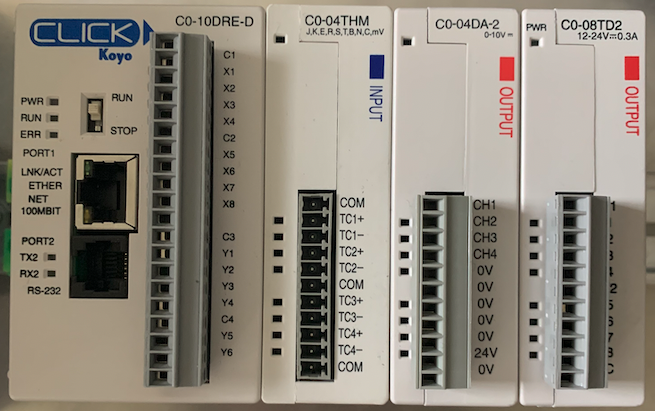 CLICK
Koyo
C0-10DRE-D
PWR
RUN
ERR
RUN
STOP
PORT1
LNK/ACT
ETHER
NET
100MBIT
PORT2
TX2
RX2
RS-232
C1
X1
X2
X3
X4
C2
X5
X6
X7
X8
C3
Y1
Y2
Y3
Y4
C4
Y5
Y6
C0-04THM
J,K,E,R,S,T,B,N,C,mV
INPUT
COM
TC1+
TC1−
TC2+
TC2−
COM
TC3+
TC3−
TC4+
TC4−
COM
C0-04DA-2
0-10V
OUTPUT
CH1
CH2
CH3
CH4
0V
0V
0V
0V
0V
24V
0V
C0-08TD2
PWR
12-24V⎓0.3A
OUTPUT
1
2
3
4
2
5
6
7
8
C